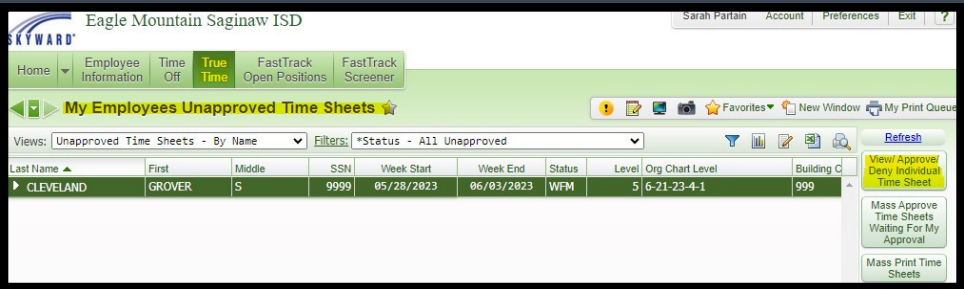 Eagle Mountain Saginaw ISD
Sarah Partain Account Preferences Exit ?
SKYWARD
Home Employee Information Time Off True Time FastTrack Open Positions FastTrack Screener
My Employees Unapproved Time Sheets
Favorites New Window My Print Queue
Views: Unapproved Time Sheets - By Name Filters: *Status - All Unapproved
Refresh
Last Name First Middle SSN Week Start Week End Status Level Org Chart Level Building C
CLEVELAND GROVER S 9999 05/28/2023 06/03/2023 WFM 5 6-21-23-4-1 999
View/Approve/
Deny Individual
Time Sheet
Mass Approve
Time Sheets
Waiting For My
Approval
Mass Print Time
Sheets